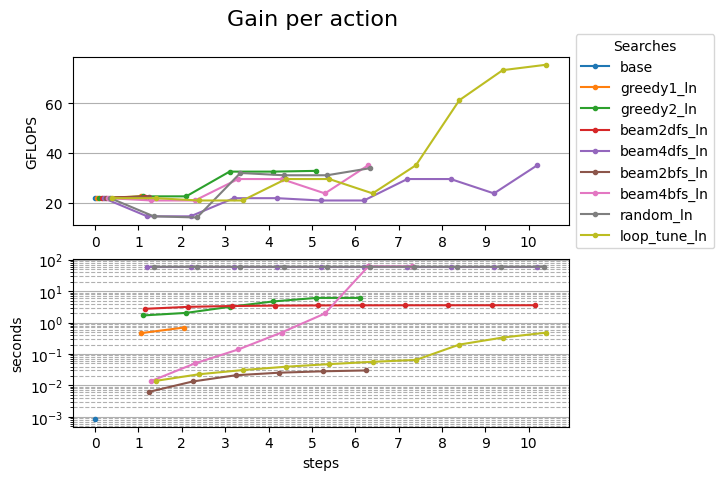 Gain per action
Searches
base
greedy1_ln
greedy2_ln
beam2dfs_ln
beam4dfs_ln
beam2bfs_ln
beam4bfs_ln
random_ln
loop_tune_ln
GFLOPS
60
40
20
0 1 2 3 4 5 6 7 8 9 10
seconds
10²
10¹
10⁰
10⁻¹
10⁻²
10⁻³
0 1 2 3 4 5 6 7 8 9 10
steps